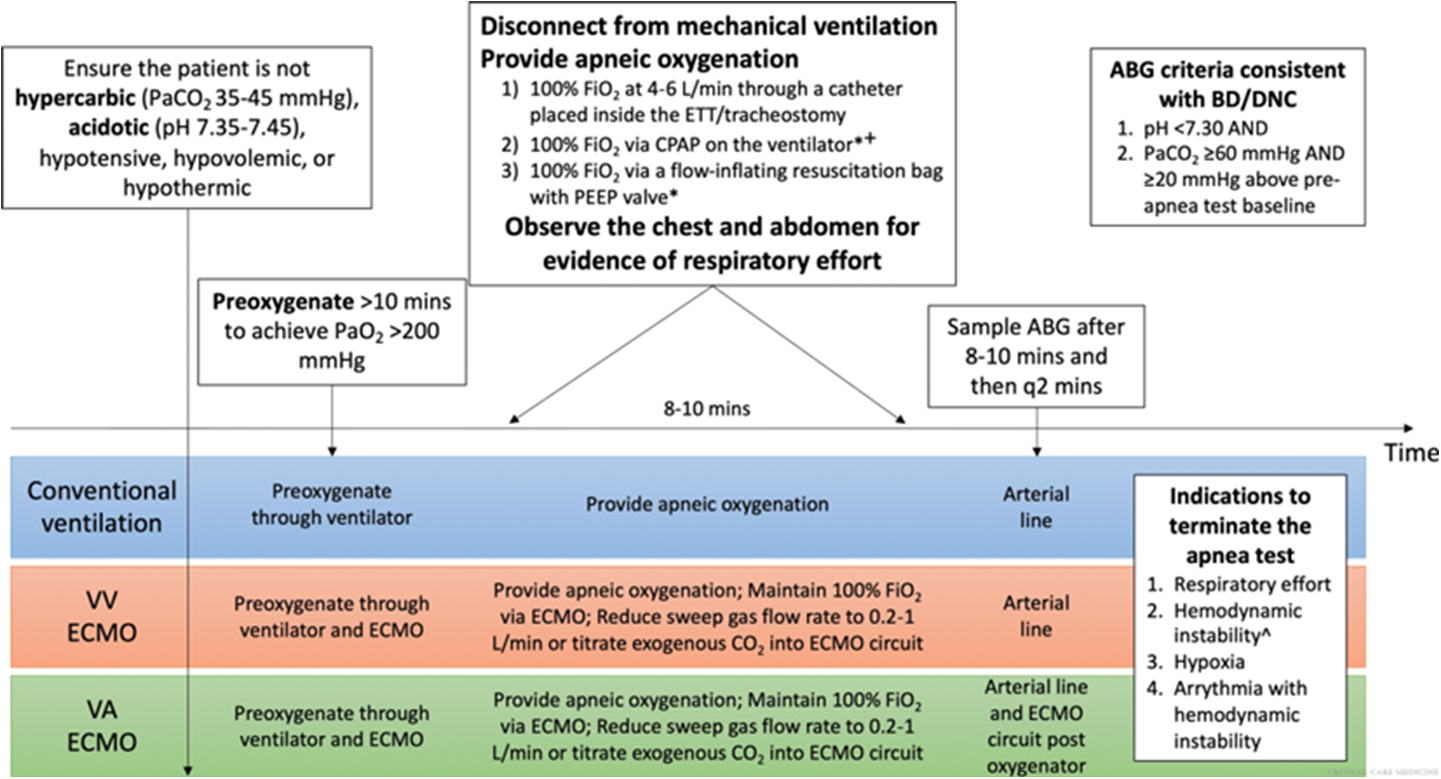 Ensure the patient is not
hypercarbic (PaCO2 35-45 mmHg),
acidotic (pH 7.35-7.45),
hypotensive, hypovolemic, or
hypothermic
Disconnect from mechanical ventilation
Provide apneic oxygenation
1) 100% FiO2 at 4-6 L/min through a catheter
placed inside the ETT/tracheostomy
2) 100% FiO2 via CPAP on the ventilator*+
3) 100% FiO2 via a flow-inflating resuscitation bag
with PEEP valve*
Observe the chest and abdomen for
evidence of respiratory effort
ABG criteria consistent
with BD/DNC
1. pH <7.30 AND
2. PaCO2 ≥60 mmHg AND
≥20 mmHg above pre-
apnea test baseline
Preoxygenate >10 mins
to achieve PaO2 >200
mmHg
Sample ABG after
8-10 mins and
then q2 mins
8-10 mins
Time
Conventional
ventilation
Preoxygenate
through ventilator
Provide apneic oxygenation
Arterial
line
VV
ECMO
Preoxygenate through
ventilator and ECMO
Provide apneic oxygenation; Maintain 100% FiO2
via ECMO; Reduce sweep gas flow rate to 0.2-1
L/min or titrate exogenous CO2 into ECMO circuit
Arterial
line
VA
ECMO
Preoxygenate through
ventilator and ECMO
Provide apneic oxygenation; Maintain 100% FiO2
via ECMO; Reduce sweep gas flow rate to 0.2-1
L/min or titrate exogenous CO2 into ECMO circuit
Arterial line
and ECMO
circuit post
oxygenator
Indications to
terminate the
apnea test
1. Respiratory effort
2. Hemodynamic
instability^
3. Hypoxia
4. Arrythmia with
hemodynamic
instability
CRITICAL CARE MEDICINE